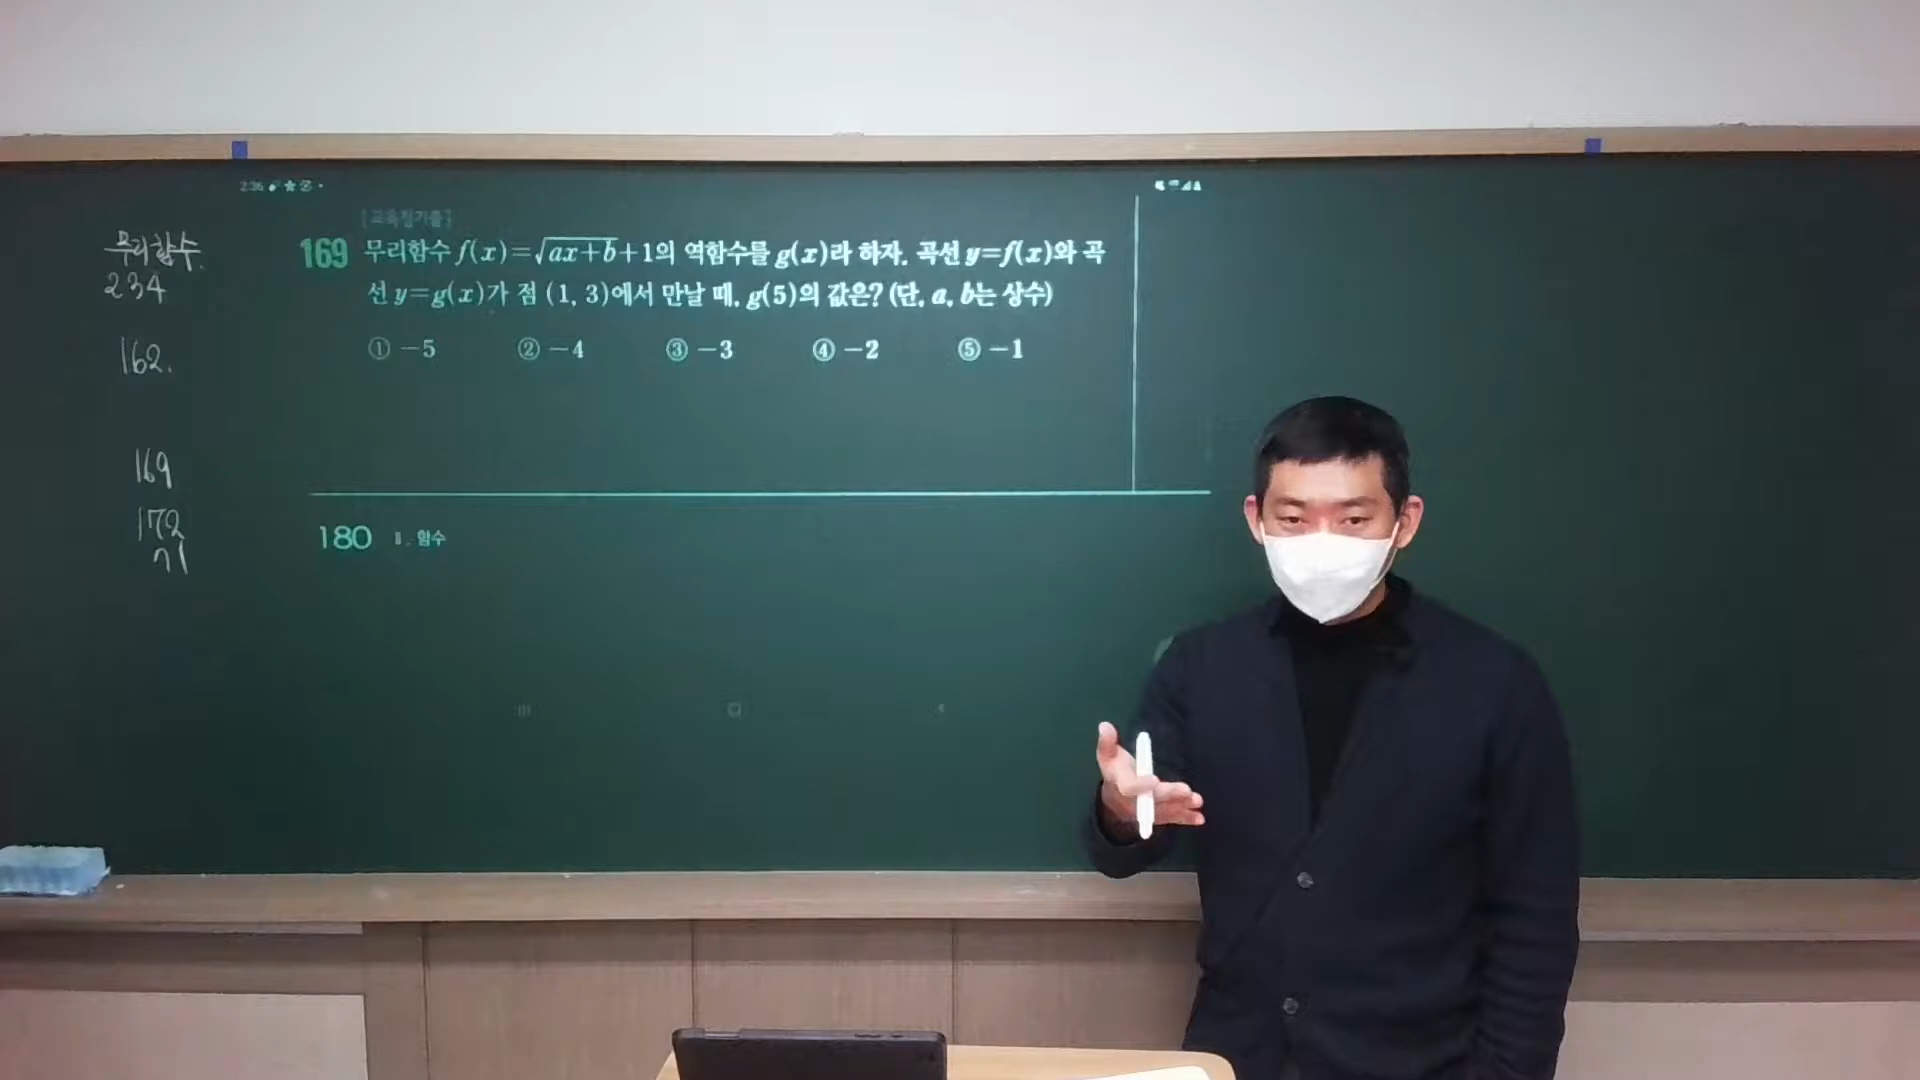 2:36
무리함수.
234
162.
169
172
71
[교육청기출]
169 무리함수 f(x)=√(ax+b)+1의 역함수를 g(x)라 하자. 곡선 y=f(x)와 곡
선 y=g(x)가 점 (1, 3)에서 만날 때, g(5)의 값은? (단, a, b는 상수)
① −5 ② −4 ③ −3 ④ −2 ⑤ −1
180 Ⅱ. 함수